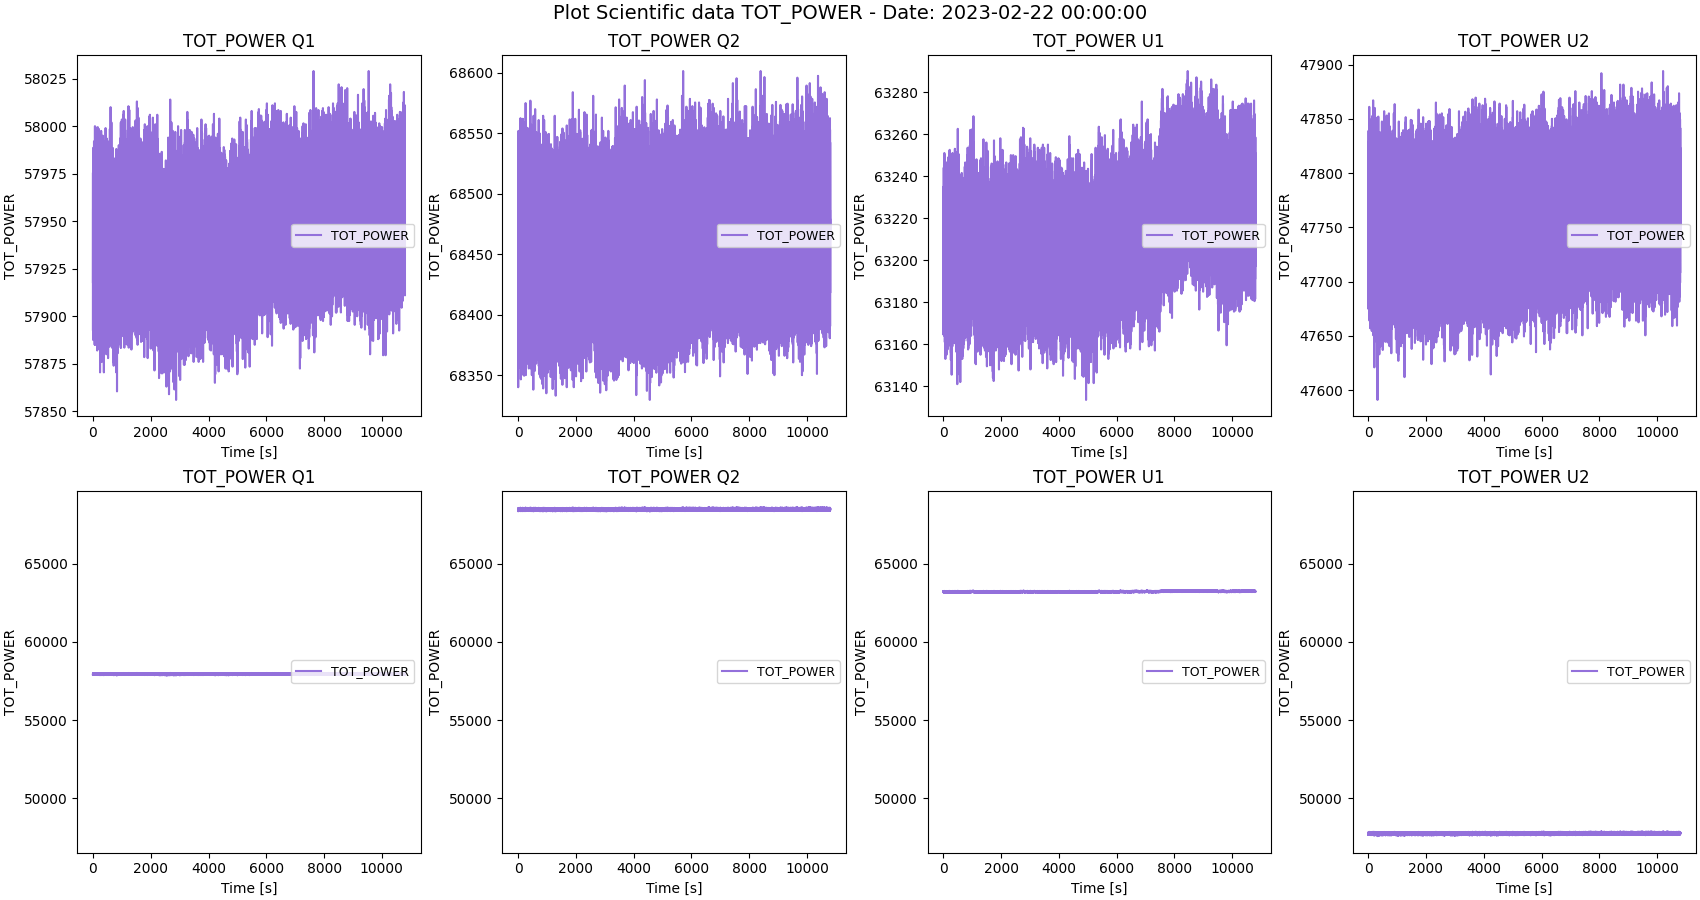 Plot Scientific data TOT_POWER - Date: 2023-02-22 00:00:00
TOT_POWER Q1
TOT_POWER
58025
58000
57975
57950
57925
57900
57875
57850
TOT_POWER
0 2000 4000 6000 8000 10000
Time [s]
TOT_POWER Q2
TOT_POWER
68600
68550
68500
68450
68400
68350
TOT_POWER
0 2000 4000 6000 8000 10000
Time [s]
TOT_POWER U1
TOT_POWER
63280
63260
63240
63220
63200
63180
63160
63140
TOT_POWER
0 2000 4000 6000 8000 10000
Time [s]
TOT_POWER U2
TOT_POWER
47900
47850
47800
47750
47700
47650
47600
TOT_POWER
0 2000 4000 6000 8000 10000
Time [s]
TOT_POWER Q1
TOT_POWER
65000
60000
55000
50000
TOT_POWER
0 2000 4000 6000 8000 10000
Time [s]
TOT_POWER Q2
TOT_POWER
65000
60000
55000
50000
TOT_POWER
0 2000 4000 6000 8000 10000
Time [s]
TOT_POWER U1
TOT_POWER
65000
60000
55000
50000
TOT_POWER
0 2000 4000 6000 8000 10000
Time [s]
TOT_POWER U2
TOT_POWER
65000
60000
55000
50000
TOT_POWER
0 2000 4000 6000 8000 10000
Time [s]